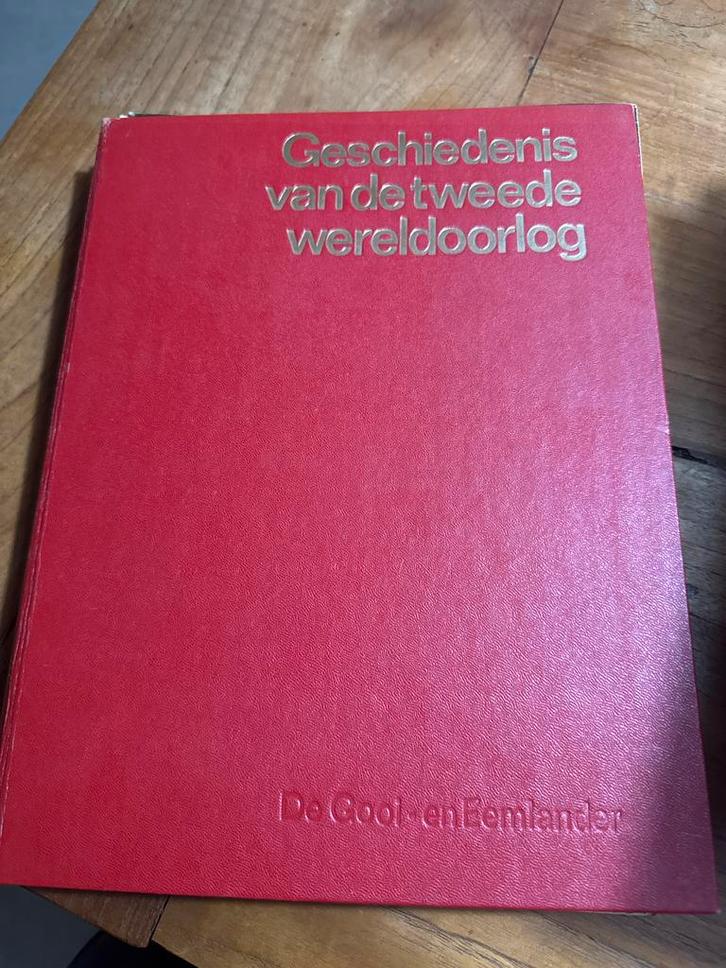 Geschiedenis
van de tweede
wereldoorlog
De Gooi- en Eemlander